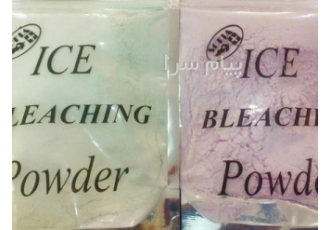 ICE
LEACHING
Powder
پیام سرا
ICE
BLEACHI
Powde